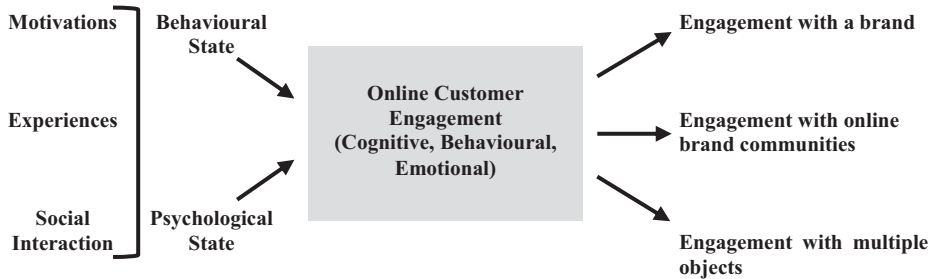 Motivations
Experiences
Social
Interaction
Behavioural
State
Psychological
State
Online Customer
Engagement
(Cognitive, Behavioural,
Emotional)
Engagement with a brand
Engagement with online
brand communities
Engagement with multiple
objects